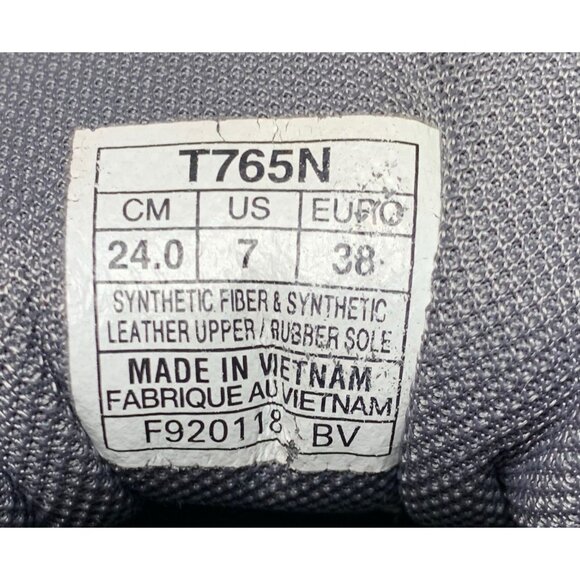 T765N
CM US EURO
24.0 7 38
SYNTHETIC FIBER & SYNTHETIC
LEATHER UPPER / RUBBER SOLE
MADE IN VIETNAM
FABRIQUE AU VIETNAM
F920118 BV